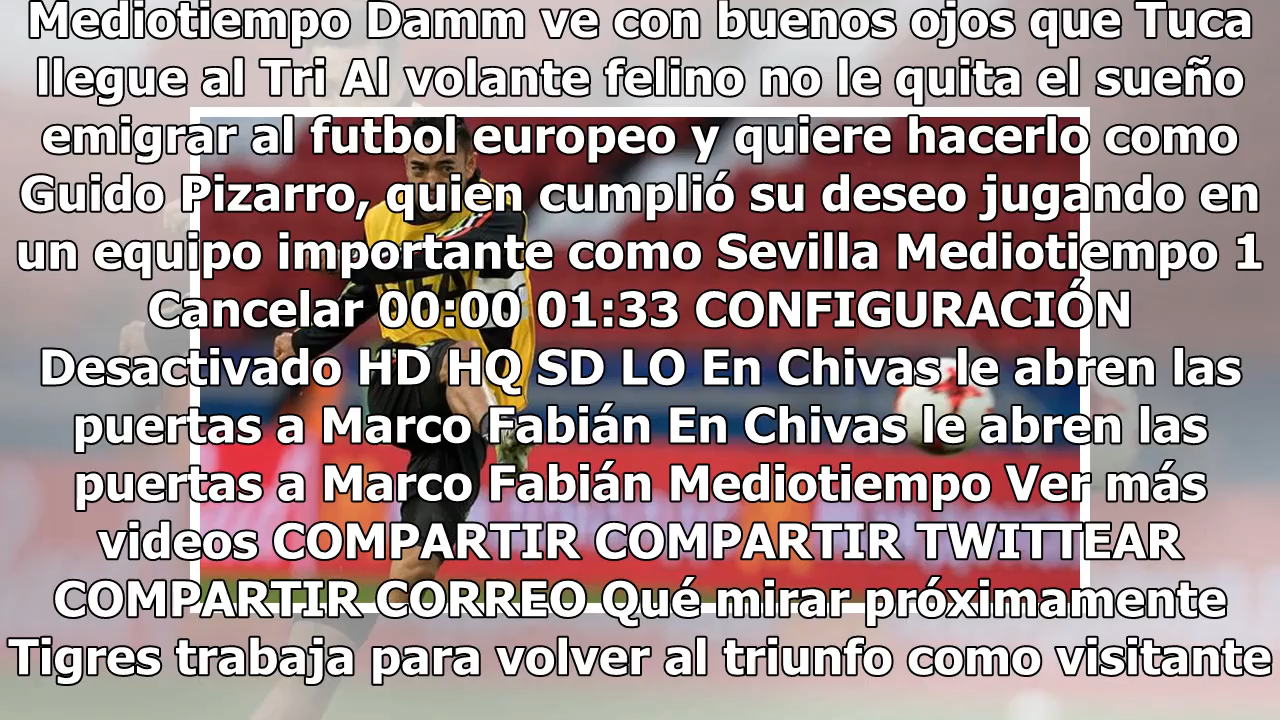 Mediotiempo Damm ve con buenos ojos que Tuca
llegue al Tri Al volante felino no le quita el sueño
emigrar al futbol europeo y quiere hacerlo como
Guido Pizarro, quien cumplió su deseo jugando en
un equipo importante como Sevilla Mediotiempo 1
Cancelar 00:00 01:33 CONFIGURACIÓN
Desactivado HD HQ SD LO En Chivas le abren las
puertas a Marco Fabián En Chivas le abren las
puertas a Marco Fabián Mediotiempo Ver más
videos COMPARTIR COMPARTIR TWITTEAR
COMPARTIR CORREO Qué mirar próximamente
Tigres trabaja para volver al triunfo como visitante